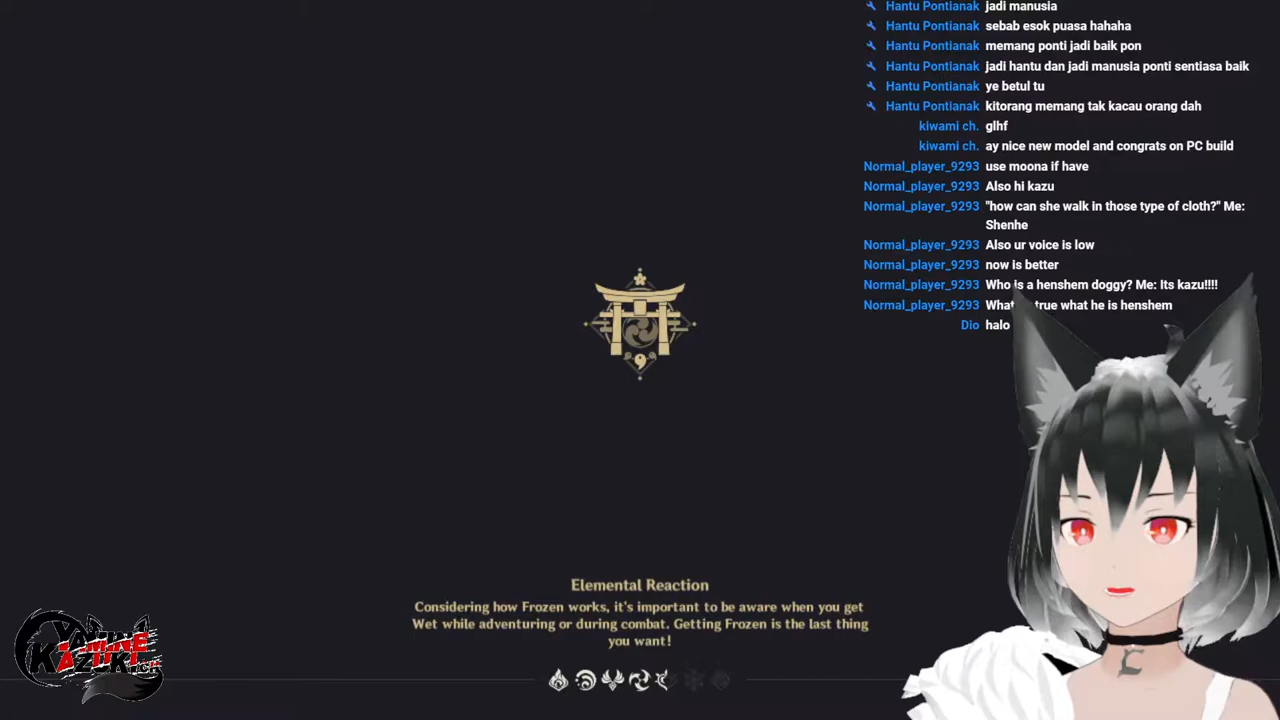 Hantu Pontianak jadi manusia
Hantu Pontianak sebab esok puasa hahaha
Hantu Pontianak memang ponti jadi baik pon
Hantu Pontianak jadi hantu dan jadi manusia ponti sentiasa baik
Hantu Pontianak ye betul tu
Hantu Pontianak kitorang memang tak kacau orang dah
kiwami ch. glhf
kiwami ch. ay nice new model and congrats on PC build
Normal_player_9293 use moona if have
Normal_player_9293 Also hi kazu
Normal_player_9293 "how can she walk in those type of cloth?" Me:
Shenhe
Normal_player_9293 Also ur voice is low
Normal_player_9293 now is better
Normal_player_9293 Who is a henshem doggy? Me: Its kazu!!!!
Normal_player_9293 What true what he is henshem
Dio halo
Elemental Reaction
Considering how Frozen works, it's important to be aware when you get
Wet while adventuring or during combat. Getting Frozen is the last thing
you want!
YAMINE
KAZUKI